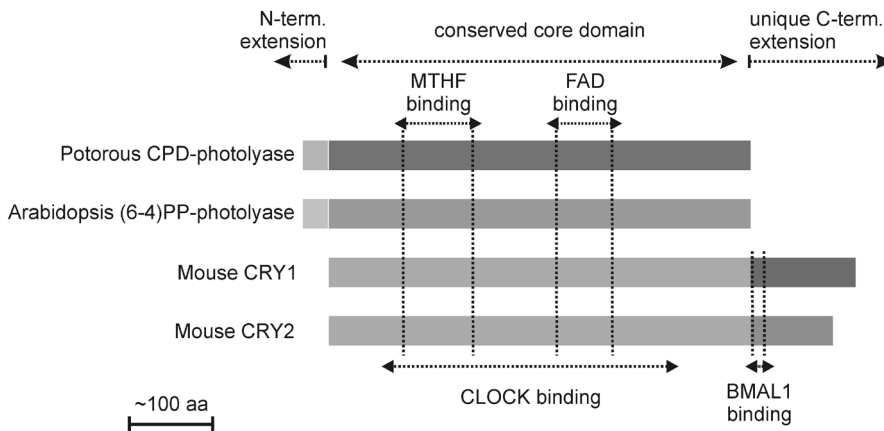 N-term.
extension
conserved core domain
unique C-term.
extension
MTHF
binding
FAD
binding
Potorous CPD-photolyase
Arabidopsis (6-4)PP-photolyase
Mouse CRY1
Mouse CRY2
~100 aa
CLOCK binding
BMAL1
binding